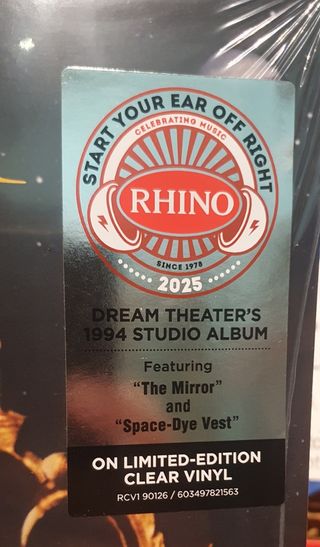 START YOUR EAR OFF RIGHT
CELEBRATING MUSIC
RHINO
SINCE 1978
2025
DREAM THEATER'S
1994 STUDIO ALBUM
Featuring
"The Mirror"
and
"Space-Dye Vest"
ON LIMITED-EDITION
CLEAR VINYL
RCV1 90126 / 603497821563